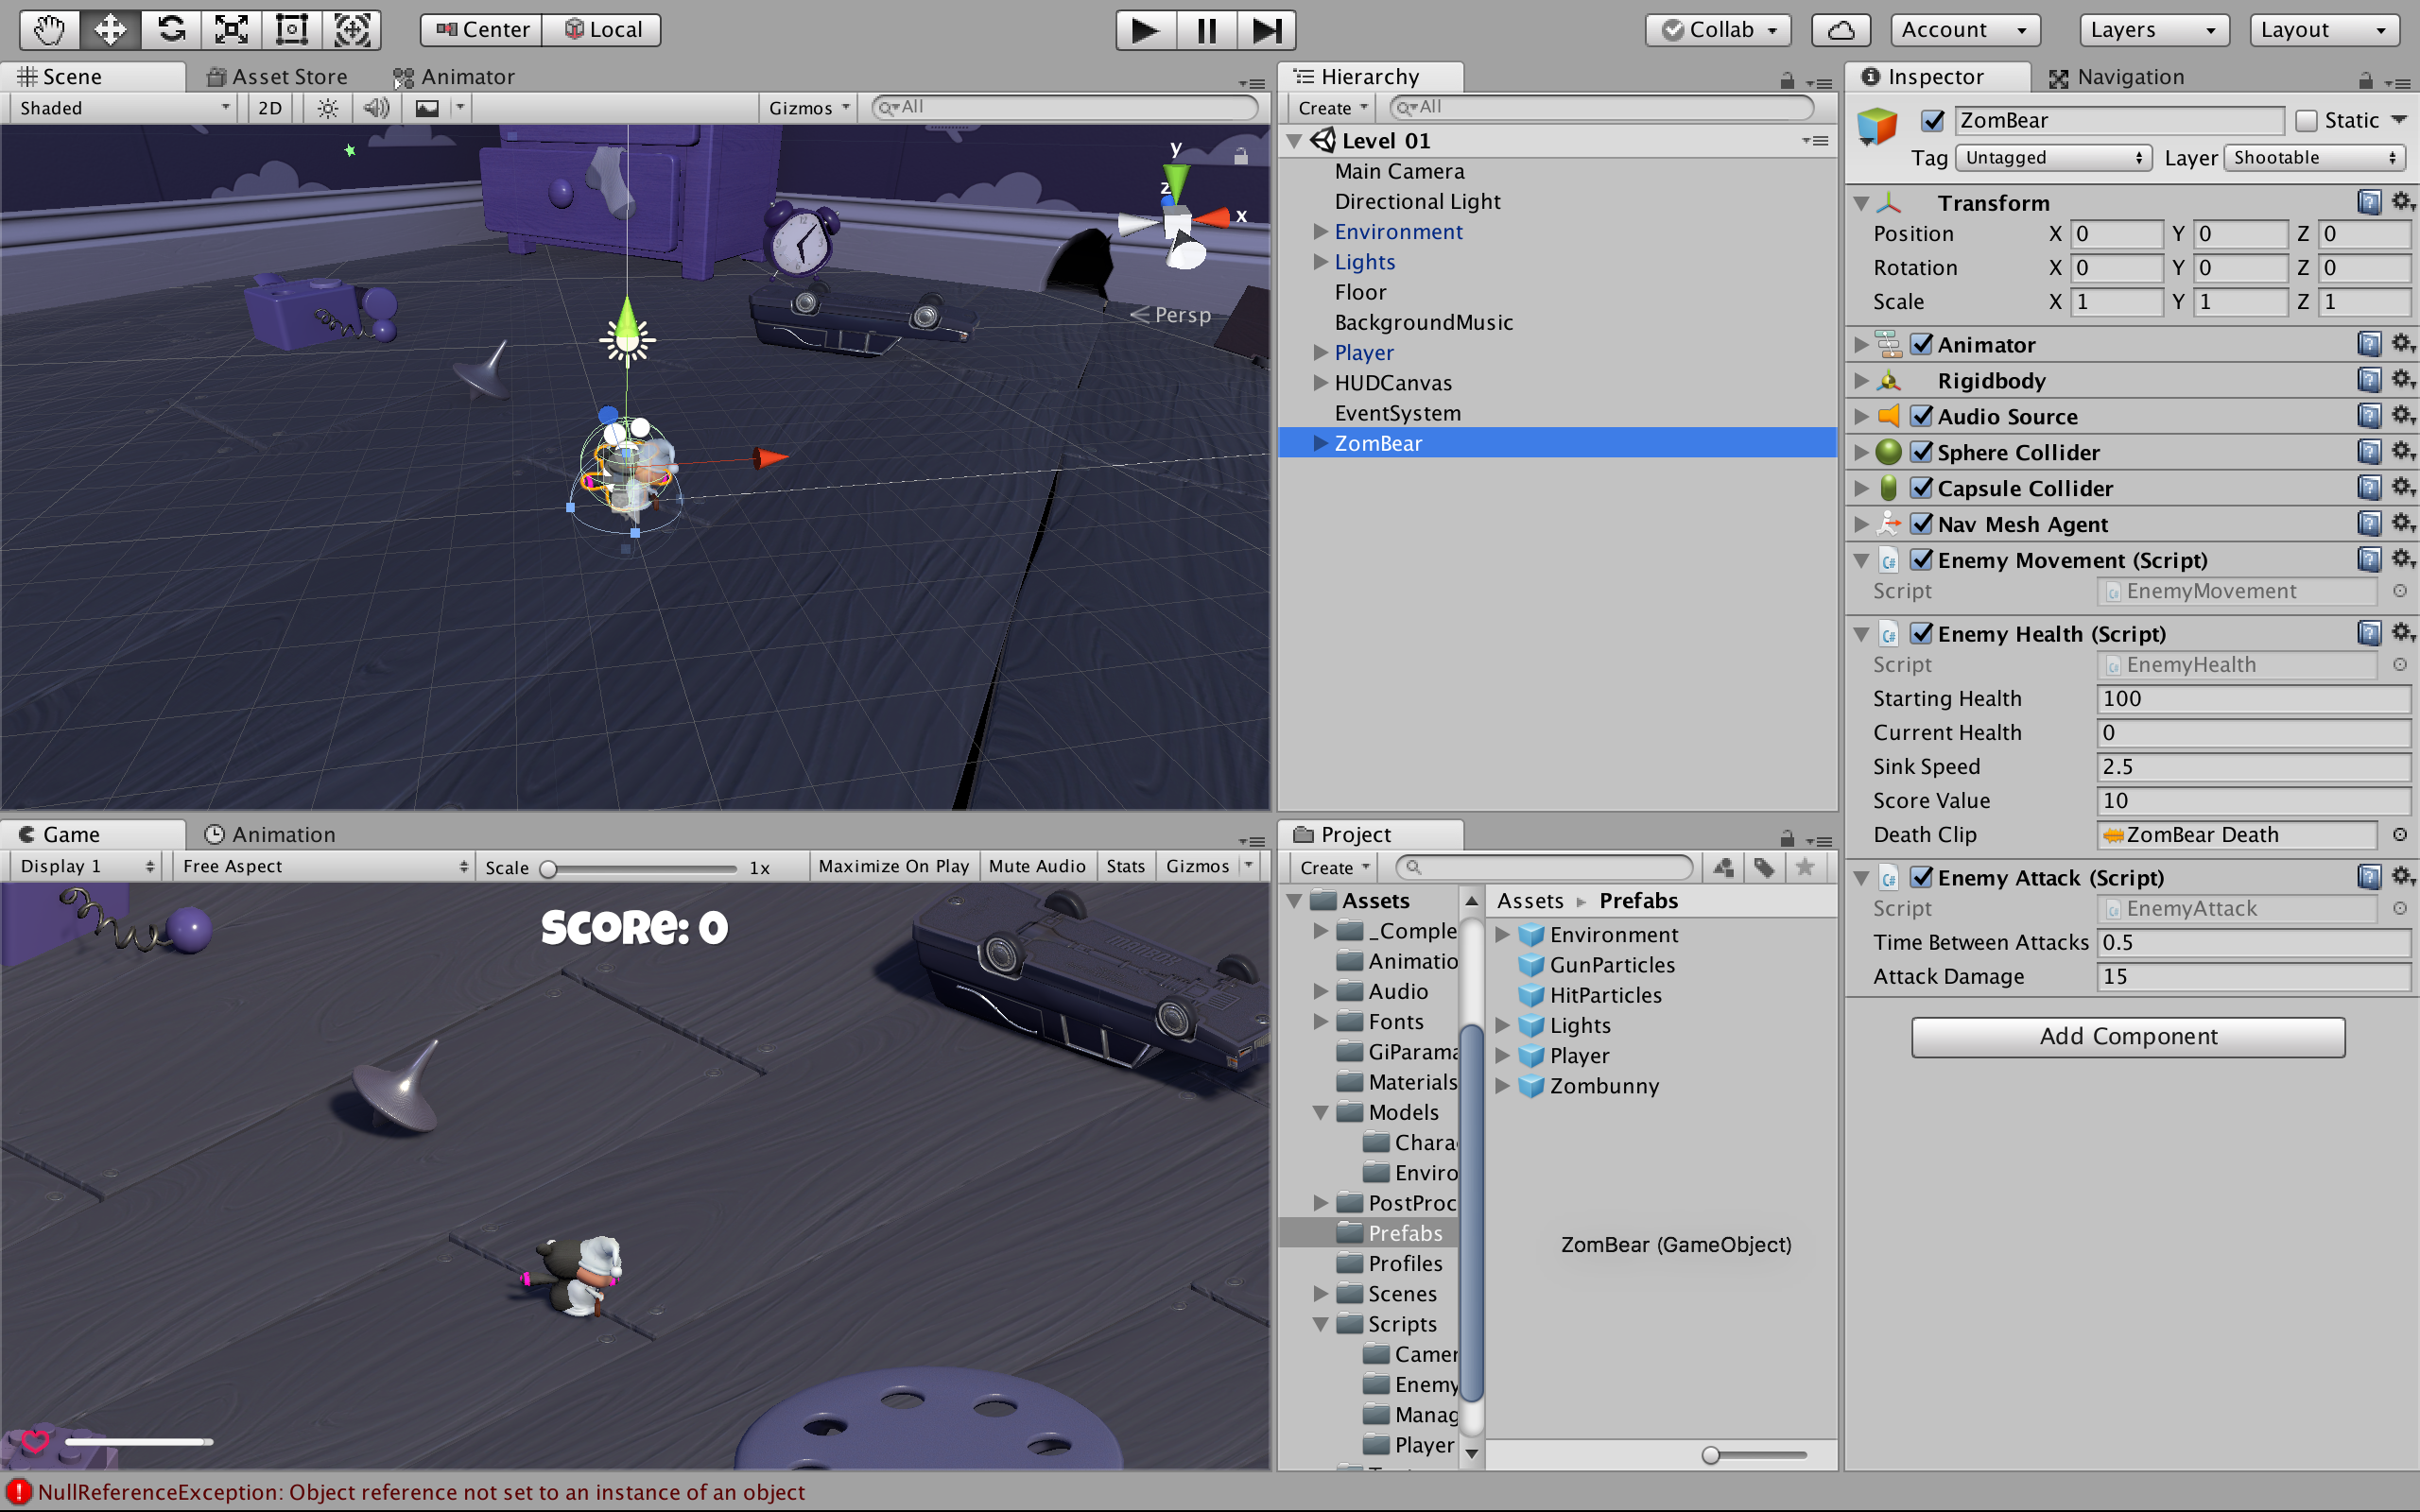 Center Local Collab Account Layers Layout
Scene Asset Store Animator
Shaded 2D Gizmos All
y
z
x
Persp
Hierarchy
Create All
Level 01
Main Camera
Directional Light
Environment
Lights
Floor
BackgroundMusic
Player
HUDCanvas
EventSystem
ZomBear
Inspector Navigation
ZomBear Static
Tag Untagged Layer Shootable
Transform
Position X 0 Y 0 Z 0
Rotation X 0 Y 0 Z 0
Scale X 1 Y 1 Z 1
Animator
Rigidbody
Audio Source
Sphere Collider
Capsule Collider
Nav Mesh Agent
Enemy Movement (Script)
Script EnemyMovement
Enemy Health (Script)
Script EnemyHealth
Starting Health 100
Current Health 0
Sink Speed 2.5
Score Value 10
Death Clip ZomBear Death
Enemy Attack (Script)
Script EnemyAttack
Time Between Attacks 0.5
Attack Damage 15
Add Component
Game Animation
Display 1 Free Aspect Scale 1x Maximize On Play Mute Audio Stats Gizmos
SCORE: 0
Project
Create
Assets
_Comple
Animatio
Audio
Fonts
GiParama
Materials
Models
Chara
Enviro
PostProc
Prefabs
Profiles
Scenes
Scripts
Camer
Enemy
Manag
Player
Assets Prefabs
Environment
GunParticles
HitParticles
Lights
Player
Zombunny
ZomBear (GameObject)
NullReferenceException: Object reference not set to an instance of an object